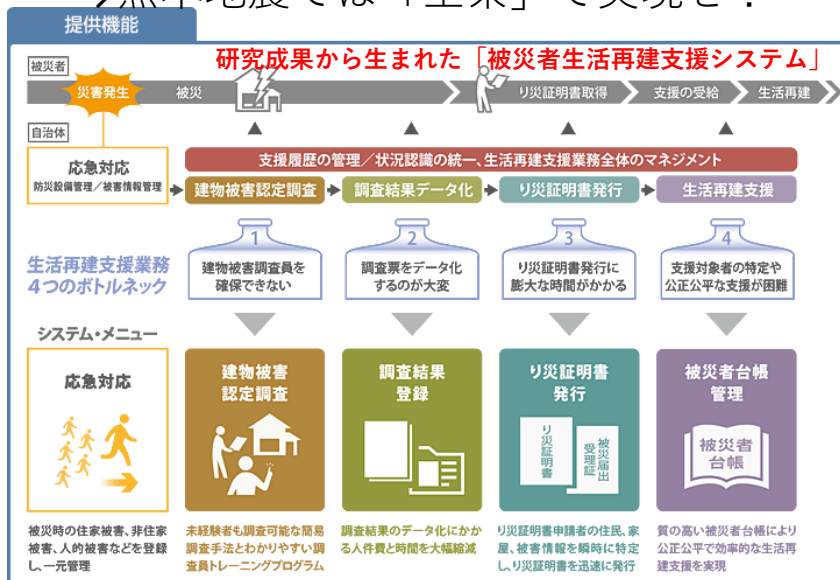 熊本地震では「全県」で実現を！
提供機能
研究成果から生まれた「被災者生活再建支援システム」
被災者
災害発生
被災
り災証明書取得
支援の受給
生活再建
自治体
応急対応
防災設備管理／被害情報管理
支援履歴の管理／状況認識の統一、生活再建支援業務全体のマネジメント
建物被害認定調査
調査結果データ化
り災証明書発行
生活再建支援
生活再建支援業務
4つのボトルネック
1
建物被害調査員を
確保できない
2
調査票をデータ化
するのが大変
3
り災証明書発行に
膨大な時間がかかる
4
支援対象者の特定や
公正公平な支援が困難
システム・メニュー
応急対応
被災時の住家被害、非住家
被害、人的被害などを登録
し、一元管理
建物被害
認定調査
未経験者も調査可能な簡易
調査手法とわかりやすい調
査員トレーニングプログラム
調査結果
登録
調査結果のデータ化にかか
る人件費と時間を大幅縮減
り災証明書
発行
り災証明書
被災届出
受理証
り災証明書申請者の住民、家
屋、被害情報を瞬時に特定
し、り災証明書を迅速に発行
被災者台帳
管理
被災者
台帳
質の高い被災者台帳により
公正公平で効率的な生活再
建支援を実現